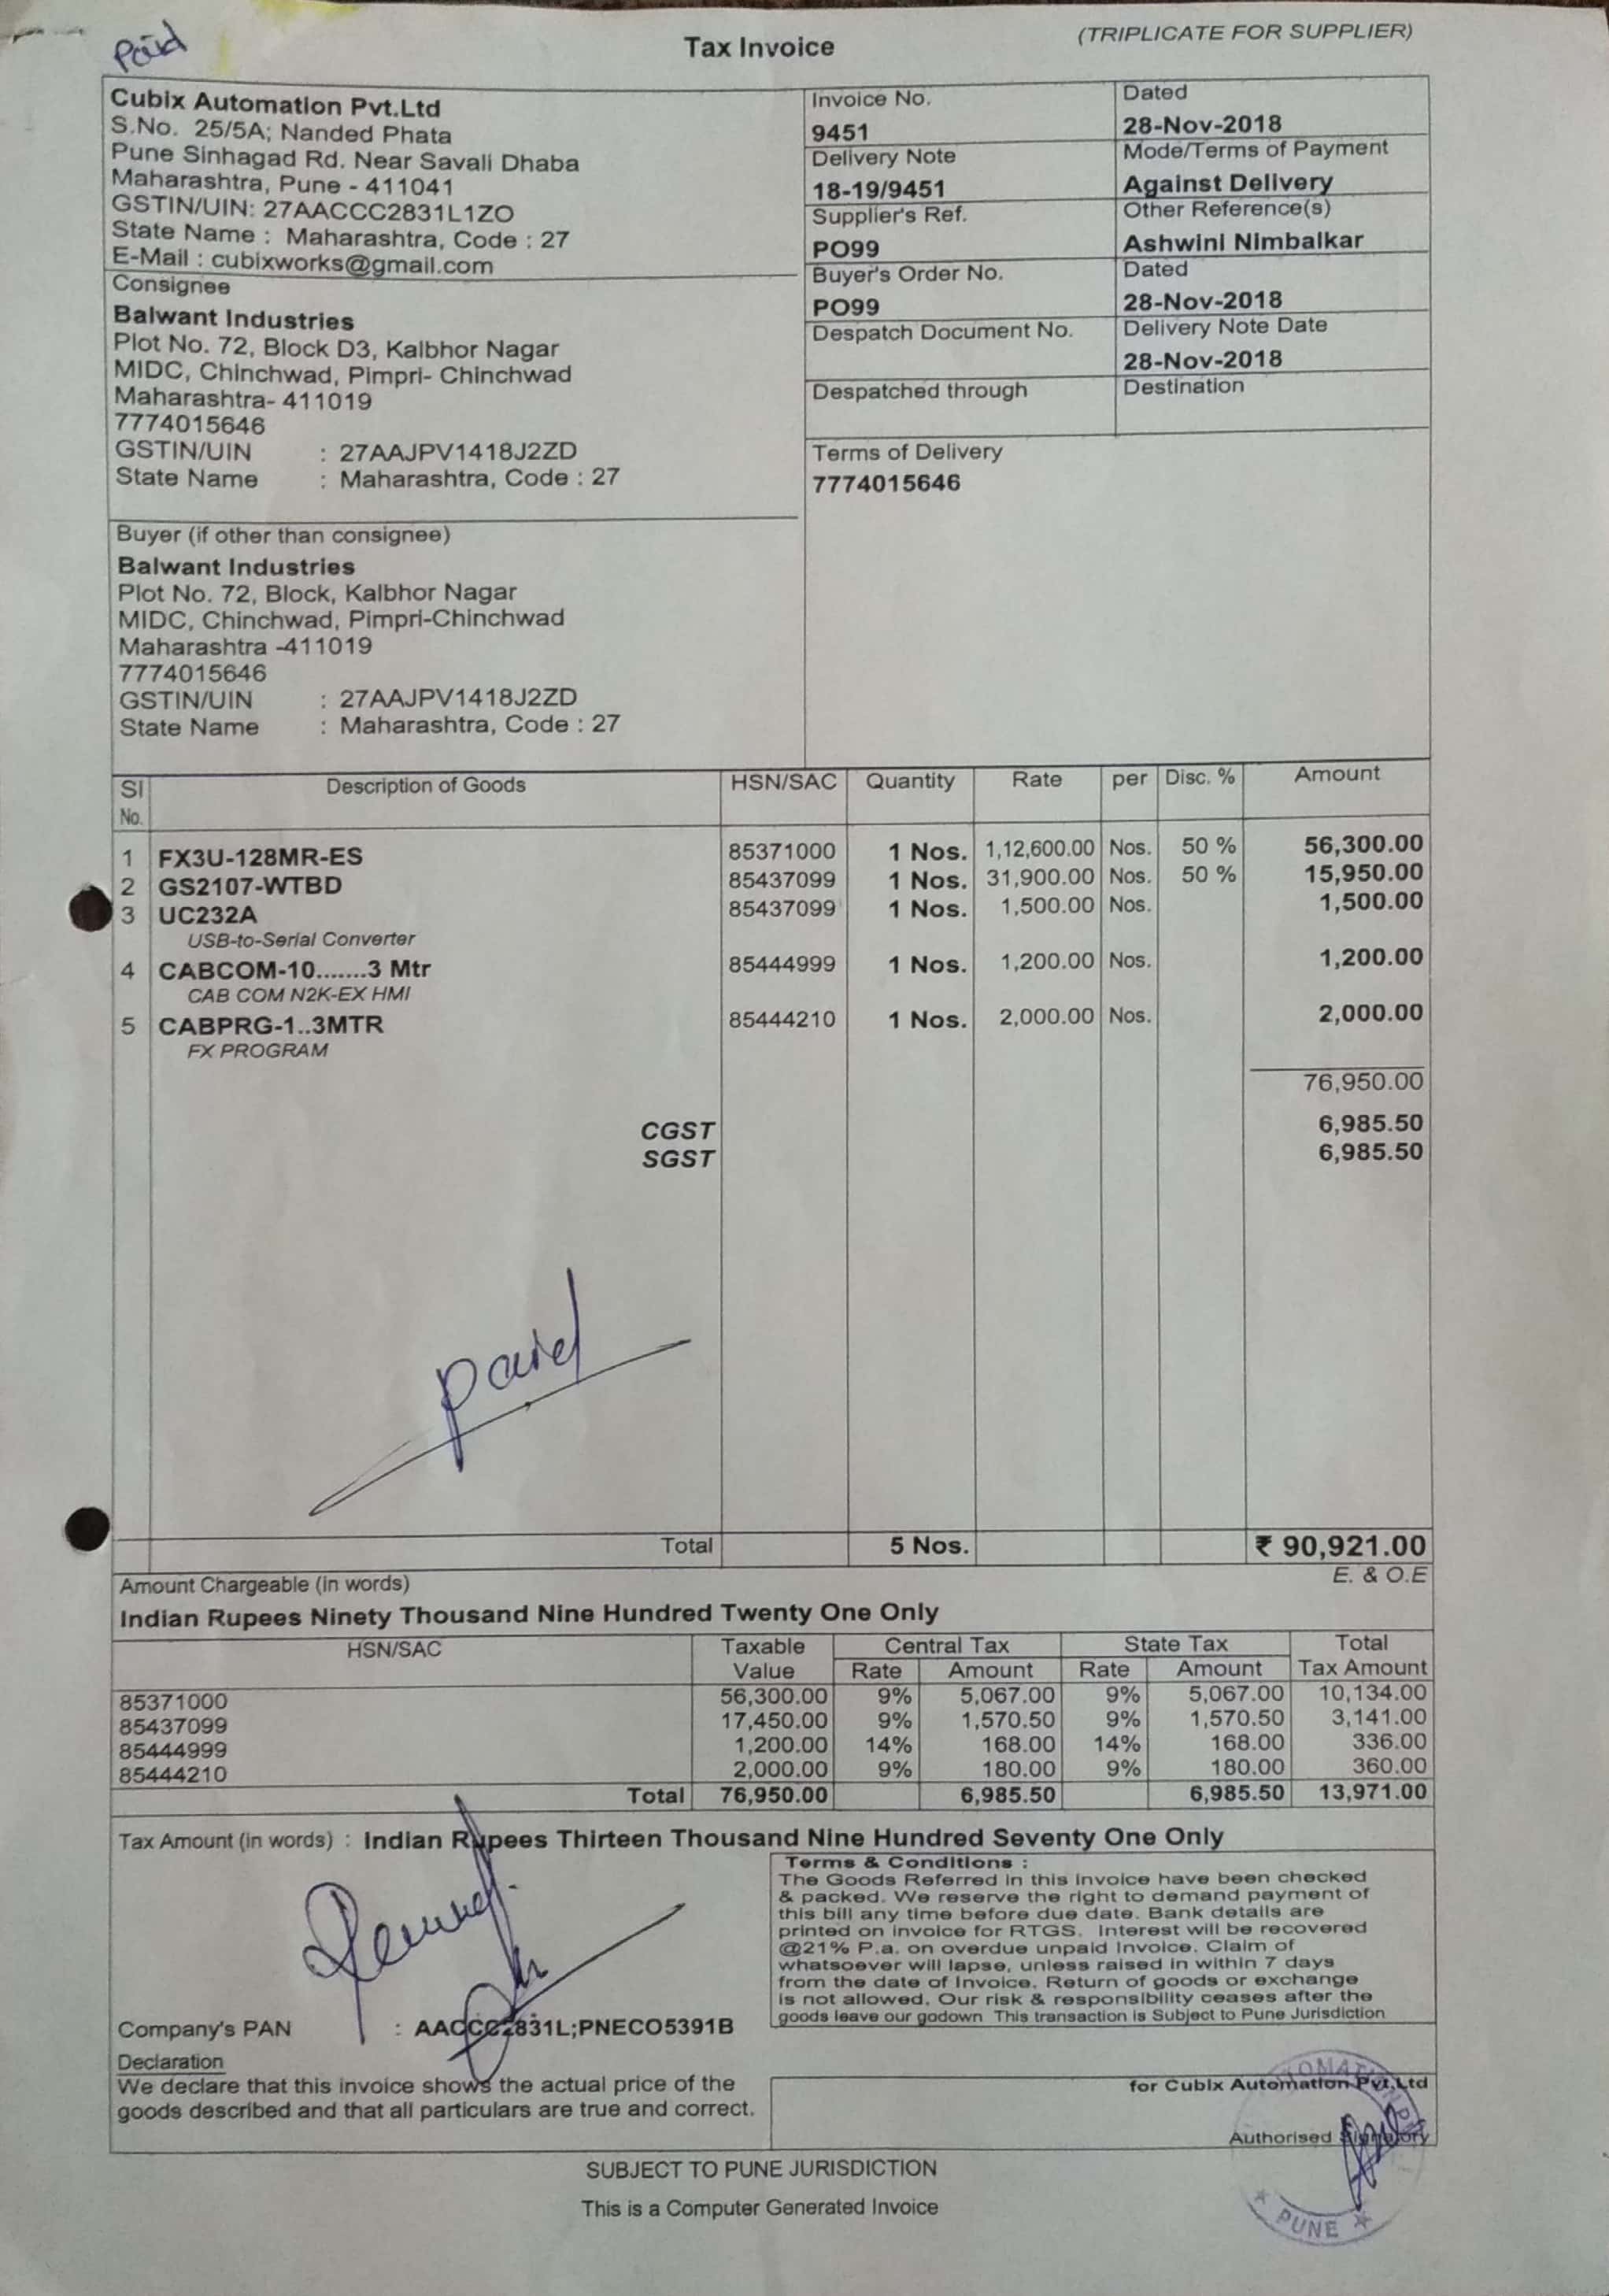 Paid
Tax Invoice
(TRIPLICATE FOR SUPPLIER)
Cubix Automation Pvt.Ltd
S.No. 25/5A; Nanded Phata
Pune Sinhagad Rd. Near Savali Dhaba
Maharashtra, Pune - 411041
GSTIN/UIN: 27AACCC2831L1ZO
State Name : Maharashtra, Code : 27
E-Mail : cubixworks@gmail.com
Invoice No.
9451
Dated
28-Nov-2018
Delivery Note
18-19/9451
Mode/Terms of Payment
Against Delivery
Supplier's Ref.
PO99
Other Reference(s)
Ashwini Nimbalkar
Buyer's Order No.
PO99
Dated
28-Nov-2018
Despatch Document No.
Delivery Note Date
28-Nov-2018
Despatched through
Destination
Terms of Delivery
7774015646
Consignee
Balwant Industries
Plot No. 72, Block D3, Kalbhor Nagar
MIDC, Chinchwad, Pimpri- Chinchwad
Maharashtra- 411019
7774015646
GSTIN/UIN : 27AAJPV1418J2ZD
State Name : Maharashtra, Code : 27
Buyer (if other than consignee)
Balwant Industries
Plot No. 72, Block, Kalbhor Nagar
MIDC, Chinchwad, Pimpri-Chinchwad
Maharashtra -411019
7774015646
GSTIN/UIN : 27AAJPV1418J2ZD
State Name : Maharashtra, Code : 27
Sl No. Description of Goods HSN/SAC Quantity Rate per Disc. % Amount
1 FX3U-128MR-ES 85371000 1 Nos. 1,12,600.00 Nos. 50 % 56,300.00
2 GS2107-WTBD 85437099 1 Nos. 31,900.00 Nos. 50 % 15,950.00
3 UC232A 85437099 1 Nos. 1,500.00 Nos. 1,500.00
USB-to-Serial Converter
4 CABCOM-10.......3 Mtr 85444999 1 Nos. 1,200.00 Nos. 1,200.00
CAB COM N2K-EX HMI
5 CABPRG-1..3MTR 85444210 1 Nos. 2,000.00 Nos. 2,000.00
FX PROGRAM
76,950.00
CGST 6,985.50
SGST 6,985.50
paid
Total 5 Nos. ₹ 90,921.00
Amount Chargeable (in words) E. & O.E
Indian Rupees Ninety Thousand Nine Hundred Twenty One Only
HSN/SAC Taxable Value Central Tax State Tax Total Tax Amount
Rate Amount Rate Amount
85371000 56,300.00 9% 5,067.00 9% 5,067.00 10,134.00
85437099 17,450.00 9% 1,570.50 9% 1,570.50 3,141.00
85444999 1,200.00 14% 168.00 14% 168.00 336.00
85444210 2,000.00 9% 180.00 9% 180.00 360.00
Total 76,950.00 6,985.50 6,985.50 13,971.00
Tax Amount (in words) : Indian Rupees Thirteen Thousand Nine Hundred Seventy One Only
Terms & Conditions :
The Goods Referred in this invoice have been checked
& packed. We reserve the right to demand payment of
this bill any time before due date. Bank details are
printed on invoice for RTGS. Interest will be recovered
@21% P.a. on overdue unpaid Invoice. Claim of
whatsoever will lapse, unless raised in within 7 days
from the date of Invoice. Return of goods or exchange
is not allowed. Our risk & responsibility ceases after the
goods leave our godown This transaction is Subject to Pune Jurisdiction
Company's PAN : AACCC2831L;PNECO5391B
Declaration
We declare that this invoice shows the actual price of the
goods described and that all particulars are true and correct.
for Cubix Automation Pvt.Ltd
Authorised Signatory
PUNE
SUBJECT TO PUNE JURISDICTION
This is a Computer Generated Invoice